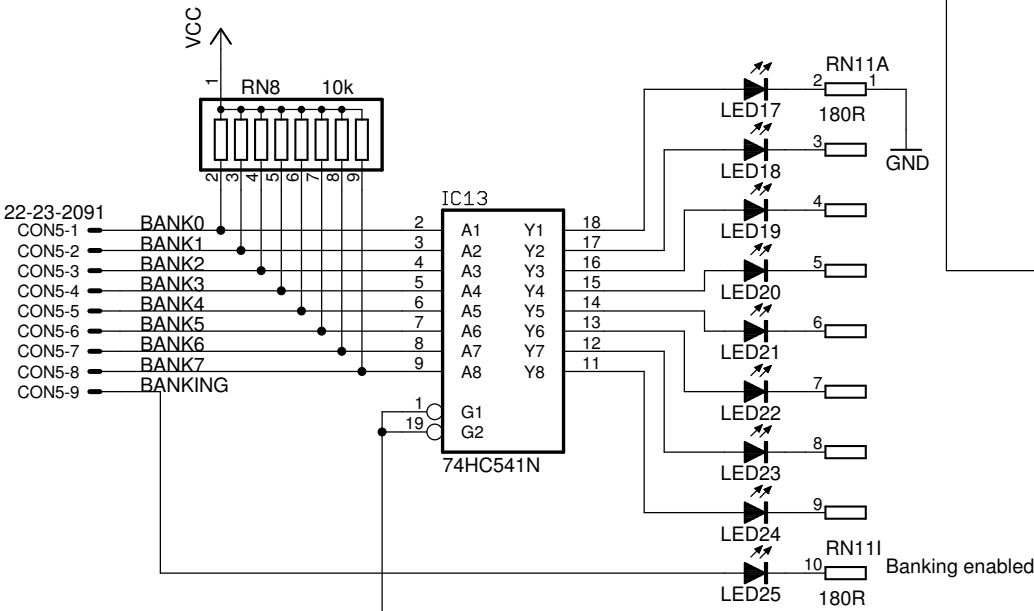 VCC
1
RN8 10k
2 3 4 5 6 7 8 9
22-23-2091
CON5-1 BANK0
CON5-2 BANK1
CON5-3 BANK2
CON5-4 BANK3
CON5-5 BANK4
CON5-6 BANK5
CON5-7 BANK6
CON5-8 BANK7
CON5-9 BANKING
IC13
2 A1 Y1 18
3 A2 Y2 17
4 A3 Y3 16
5 A4 Y4 15
6 A5 Y5 14
7 A6 Y6 13
8 A7 Y7 12
9 A8 Y8 11
1 G1
19 G2
74HC541N
RN11A
2 1
LED17 180R
GND
3
LED18
4
LED19
5
LED20
6
LED21
7
LED22
8
LED23
9
LED24
RN11I
10 Banking enabled
LED25 180R